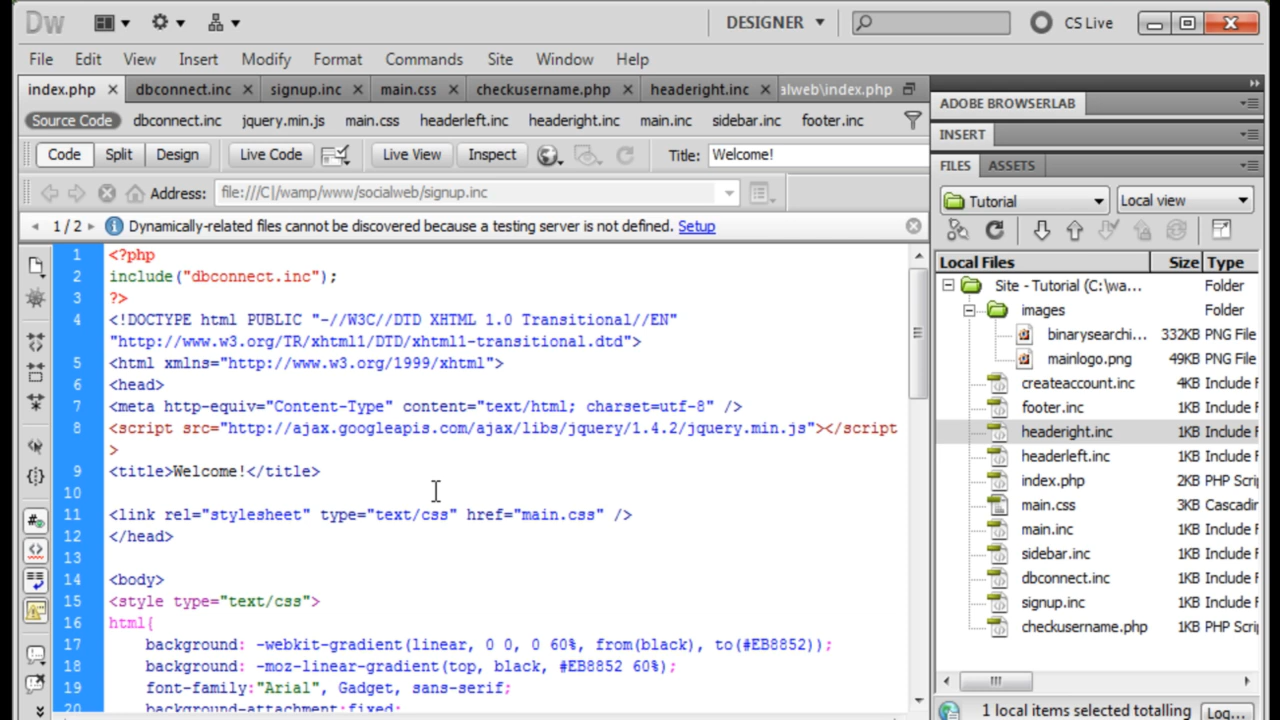 Dw DESIGNER CS Live
File Edit View Insert Modify Format Commands Site Window Help
index.php dbconnect.inc signup.inc main.css checkusername.php headeright.inc alweb\index.php
Source Code dbconnect.inc jquery.min.js main.css headerleft.inc headeright.inc main.inc sidebar.inc footer.inc
Code Split Design Live Code Live View Inspect Title: Welcome!
Address: file:///C|/wamp/www/socialweb/signup.inc
1 / 2 Dynamically-related files cannot be discovered because a testing server is not defined. Setup
1 <?php
2 include("dbconnect.inc");
3 ?>
4 <!DOCTYPE html PUBLIC "-//W3C//DTD XHTML 1.0 Transitional//EN"
"http://www.w3.org/TR/xhtml1/DTD/xhtml1-transitional.dtd">
5 <html xmlns="http://www.w3.org/1999/xhtml">
6 <head>
7 <meta http-equiv="Content-Type" content="text/html; charset=utf-8" />
8 <script src="http://ajax.googleapis.com/ajax/libs/jquery/1.4.2/jquery.min.js"></script
>
9 <title>Welcome!</title>
10
11 <link rel="stylesheet" type="text/css" href="main.css" />
12 </head>
13
14 <body>
15 <style type="text/css">
16 html{
17 background: -webkit-gradient(linear, 0 0, 0 60%, from(black), to(#EB8852));
18 background: -moz-linear-gradient(top, black, #EB8852 60%);
19 font-family:"Arial", Gadget, sans-serif;
20 background-attachment:fixed;
ADOBE BROWSERLAB
INSERT
FILES ASSETS
Tutorial Local view
Local Files Size Type
Site - Tutorial (C:\wa... Folder
images Folder
binarysearchi... 332KB PNG File
mainlogo.png 49KB PNG File
createaccount.inc 4KB Include F
footer.inc 1KB Include F
headeright.inc 1KB Include F
headerleft.inc 1KB Include F
index.php 2KB PHP Scrip
main.css 3KB Cascadin
main.inc 1KB Include F
sidebar.inc 1KB Include F
dbconnect.inc 1KB Include F
signup.inc 1KB Include F
checkusername.php 1KB PHP Scrip
1 local items selected totalling Log...